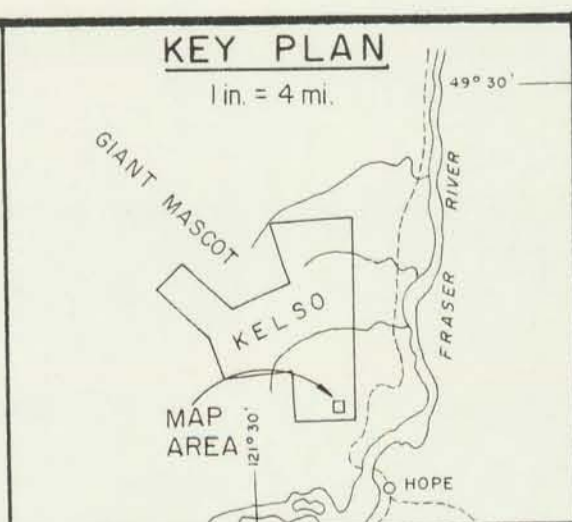 KEY PLAN
1 in. = 4 mi.
49° 30'
GIANT MASCOT
FRASER RIVER
KELSO
MAP
AREA
121° 30'
HOPE